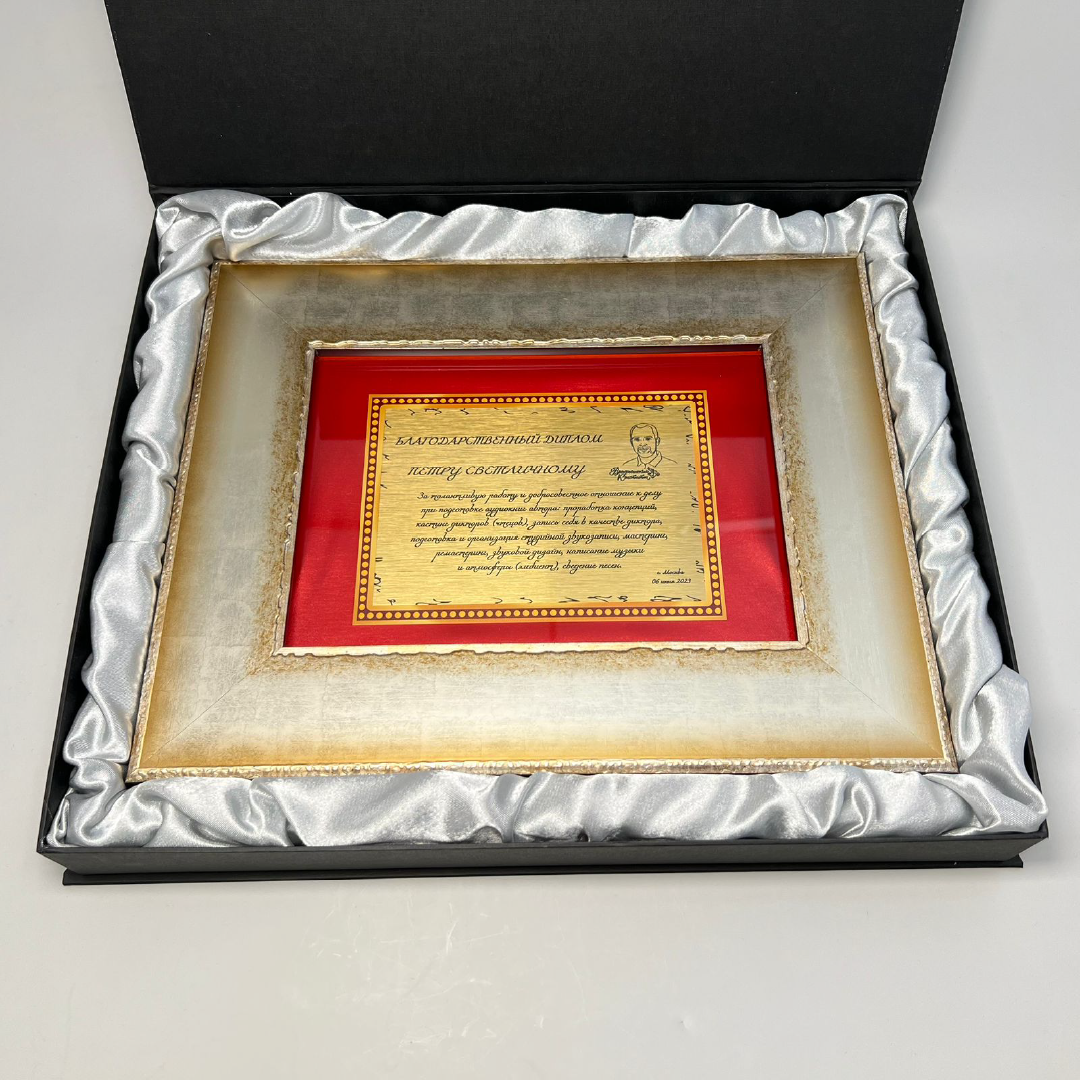 БЛАГОДАРСТВЕННЫЙ ДИПЛОМ
ПЕТРУ СВЕТЛИЧНОМУ
За талантливую работу и добросовестное отношение к делу
при подготовке аудиокниг автора: проработка концепций,
кастинг дикторов (чтецов), запись себя в качестве диктора,
подготовка и организация студийной звукозаписи, мастеринг,
ремастеринг, звуковой дизайн, написание музыки
и атмосферы (эмбиент), сведение песен.
г. Москва
06 июня 2023